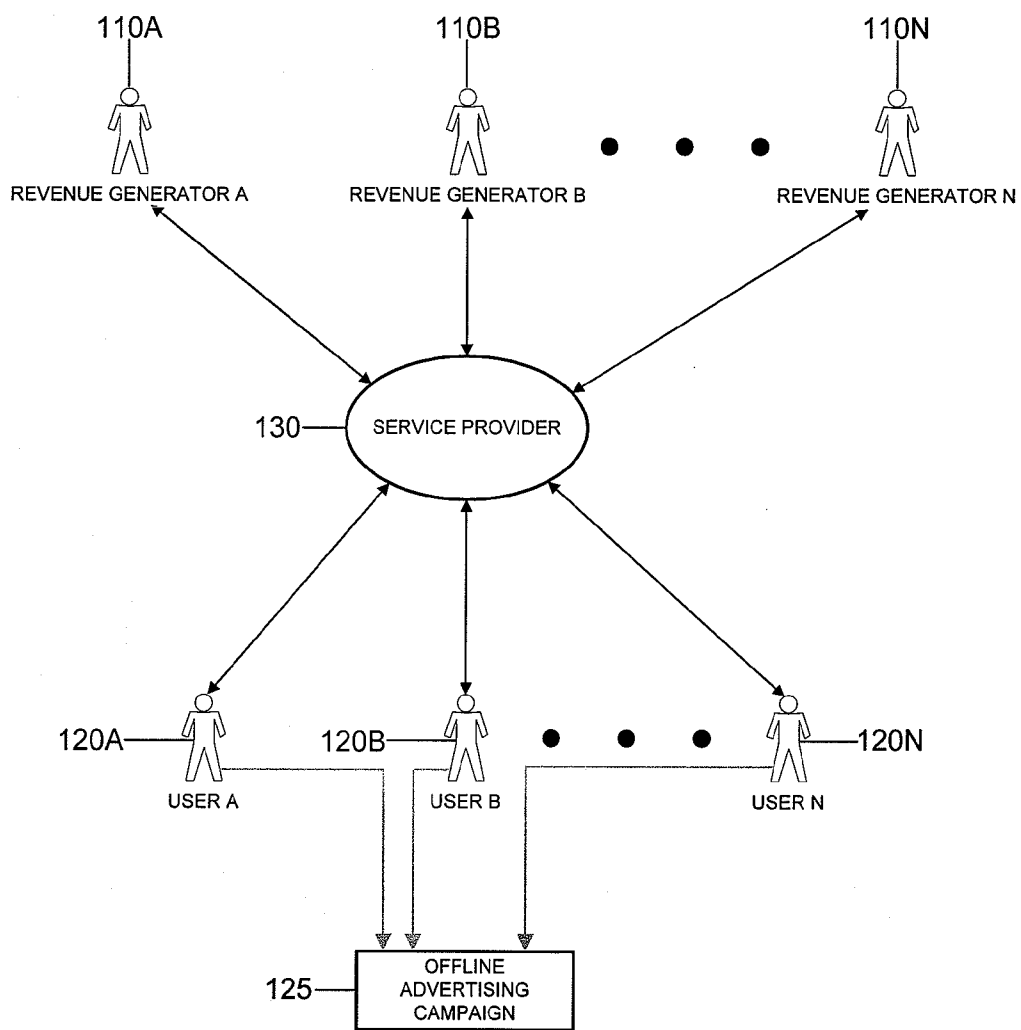 110A
110B
110N
REVENUE GENERATOR A
REVENUE GENERATOR B
REVENUE GENERATOR N
130
SERVICE PROVIDER
120A
120B
120N
USER A
USER B
USER N
125
OFFLINE
ADVERTISING
CAMPAIGN